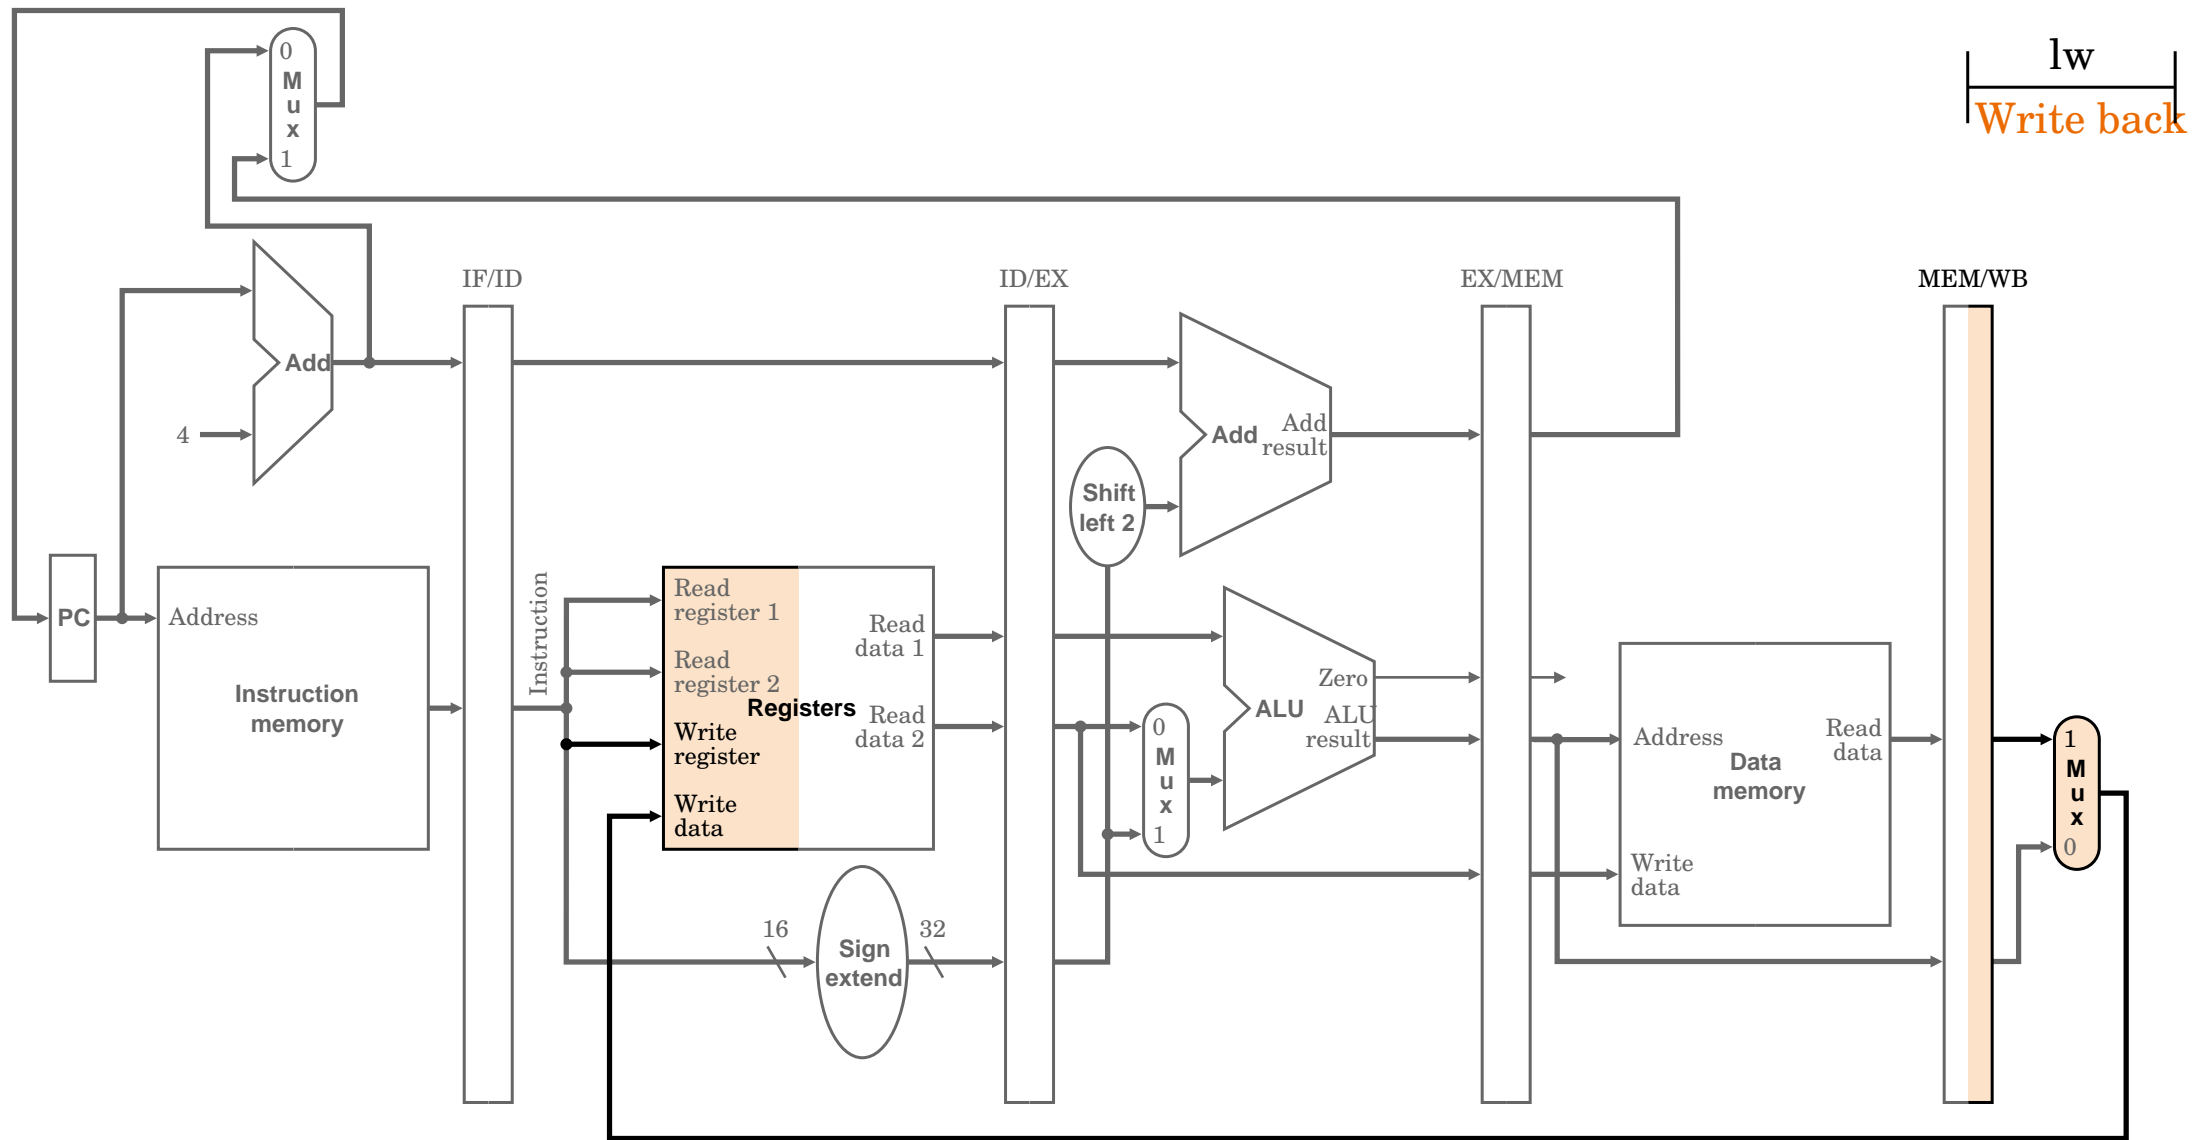 lw
Write back
0
M
u
x
1
IF/ID
ID/EX
EX/MEM
MEM/WB
Add
4
Add
Add
result
Shift
left 2
PC
Address
Instruction
memory
Instruction
Read
register 1
Read
register 2
Write
register
Write
data
Registers
Read
data 1
Read
data 2
0
M
u
x
1
Zero
ALU
ALU
result
Address
Read
data
Data
memory
Write
data
1
M
u
x
0
16
Sign
extend
32